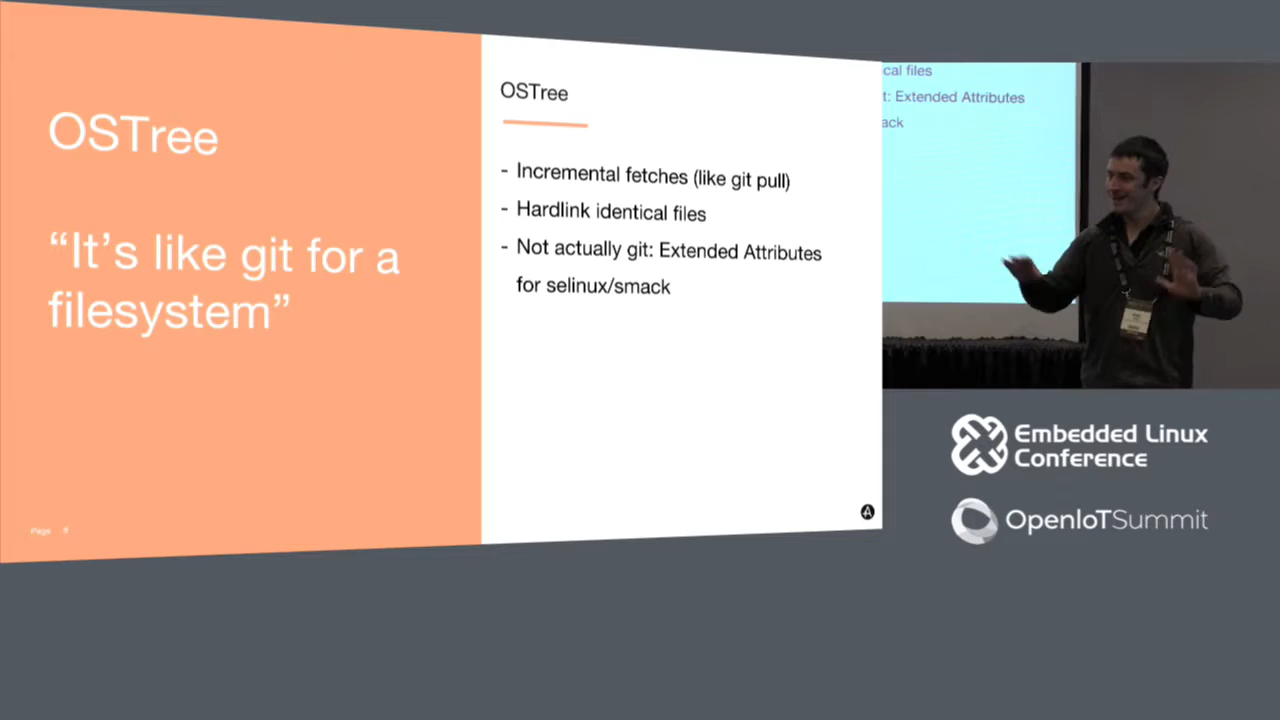 OSTree
“It’s like git for a
filesystem”
Page
OSTree
- Incremental fetches (like git pull)
- Hardlink identical files
- Not actually git: Extended Attributes
for selinux/smack
A
cal files
t: Extended Attributes
ack
Embedded Linux
Conference
OpenIoTSummit